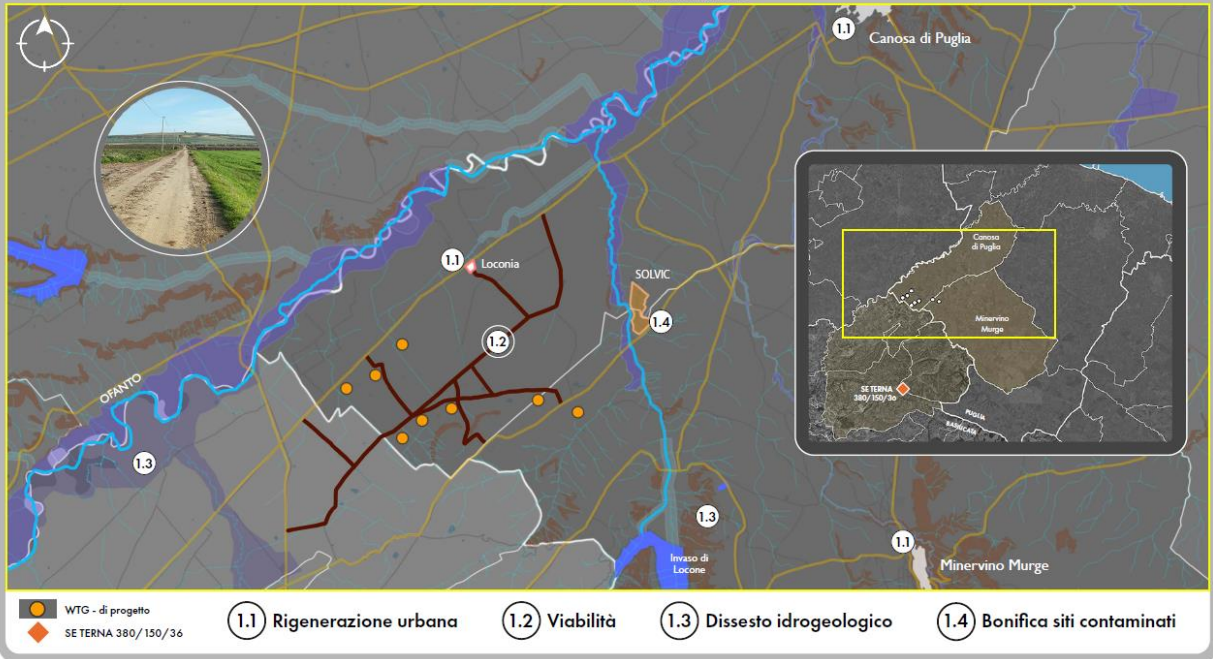 1.1
Canosa di Puglia
1.1
Loconia
SOLVIC
1.4
1.2
OFANTO
1.3
1.3
Invaso di
Locone
1.1
Minervino Murge
Canosa
di Puglia
Minervino
Murge
SE TERNA
380/150/36
PUGLIA
BASILICATA
WTG - di progetto
SE TERNA 380/150/36
1.1 Rigenerazione urbana
1.2 Viabilità
1.3 Dissesto idrogeologico
1.4 Bonifica siti contaminati